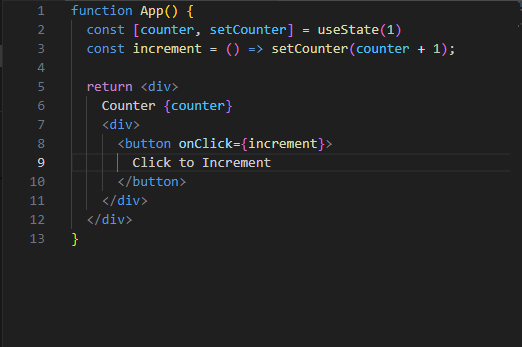 1 function App() {
2 const [counter, setCounter] = useState(1)
3 const increment = () => setCounter(counter + 1);
4
5 return <div>
6 Counter {counter}
7 <div>
8 <button onClick={increment}>
9 Click to Increment
10 </button>
11 </div>
12 </div>
13 }